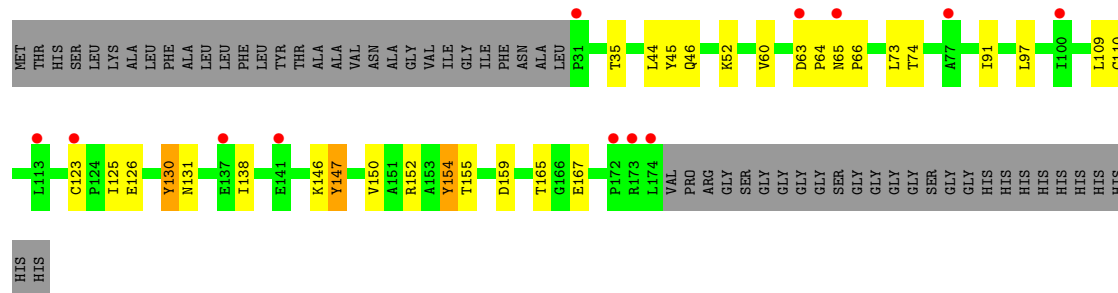 MET THR HIS SER LEU LYS ALA LEU PHE ALA LEU LEU PHE LEU TYR THR ALA ALA VAL ASN ALA GLY VAL ILE GLY ILE PHE ASN ALA LEU P31 T35 L44 Y45 Q46 K52 V60 D63 P64 N65 P66 L73 T74 A77 I91 L97 I100 L109 C110
L113 C123 P124 I125 E126 Y130 N131 E137 I138 E141 K146 Y147 V150 A151 R152 A153 Y154 T155 D159 T165 G166 E167 P172 R173 L174 VAL PRO ARG GLY SER GLY GLY GLY GLY SER GLY GLY GLY GLY SER GLY GLY HIS HIS HIS HIS HIS HIS
HIS HIS